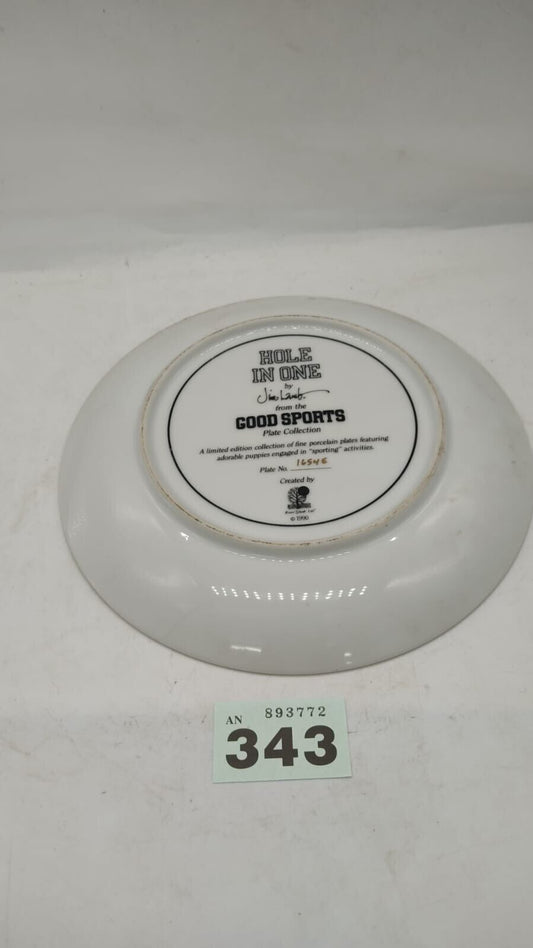 HOLE
IN ONE
by
Jim Lamb
from the
GOOD SPORTS
Plate Collection
A limited edition collection of fine porcelain plates featuring
adorable puppies engaged in "sporting" activities.
Plate No.
Created by
© 1990
AN 893772
343